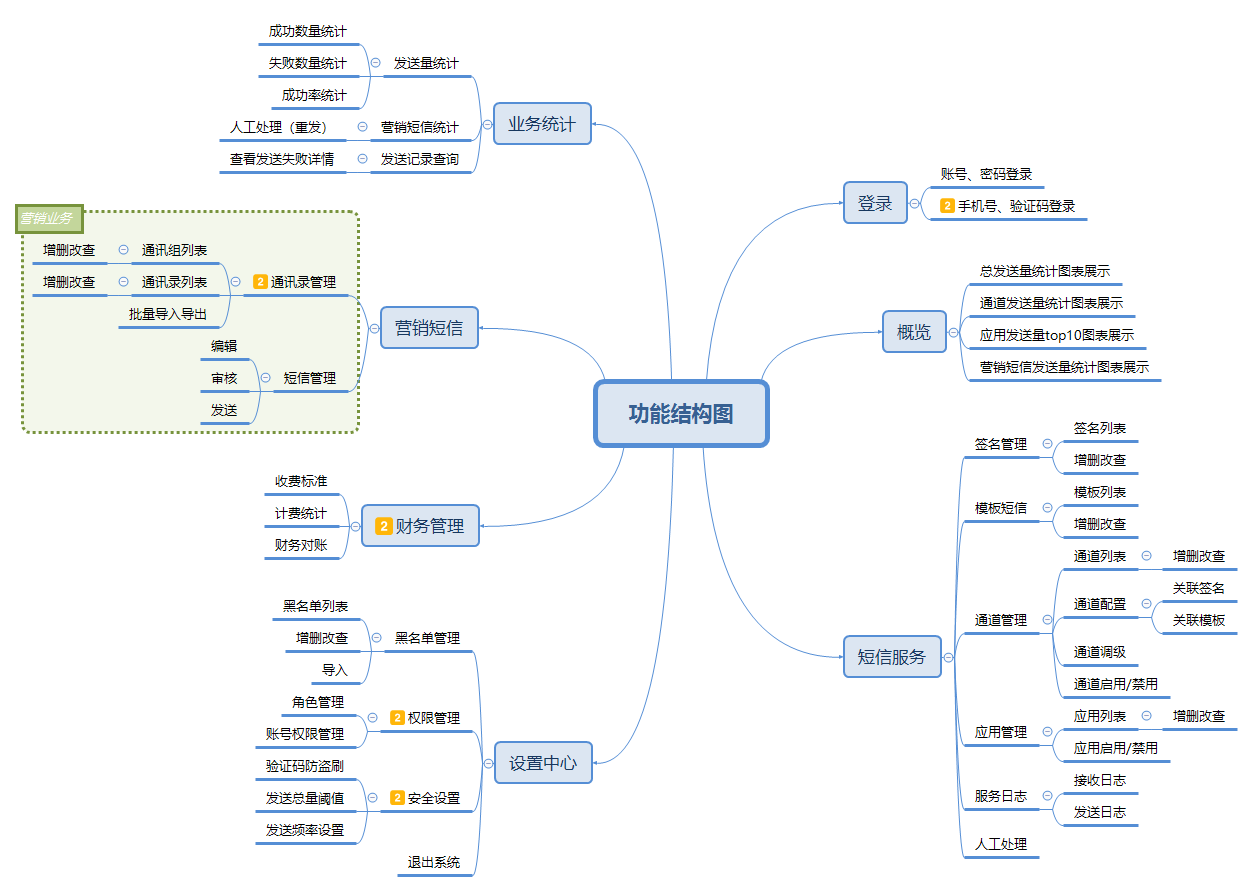 功能结构图
登录
账号、密码登录
2 手机号、验证码登录
概览
总发送量统计图表展示
通道发送量统计图表展示
应用发送量top10图表展示
营销短信发送量统计图表展示
短信服务
签名管理
签名列表
增删改查
模板短信
模板列表
增删改查
通道管理
通道列表
增删改查
通道配置
关联签名
关联模板
通道调级
通道启用/禁用
应用管理
应用列表
增删改查
应用启用/禁用
服务日志
接收日志
发送日志
人工处理
业务统计
发送量统计
成功数量统计
失败数量统计
成功率统计
营销短信统计
人工处理（重发）
发送记录查询
查看发送失败详情
营销短信
营销业务
2 通讯录管理
通讯组列表
增删改查
通讯录列表
增删改查
批量导入导出
短信管理
编辑
审核
发送
2 财务管理
收费标准
计费统计
财务对账
设置中心
黑名单管理
黑名单列表
增删改查
导入
2 权限管理
角色管理
账号权限管理
2 安全设置
验证码防盗刷
发送总量阈值
发送频率设置
退出系统